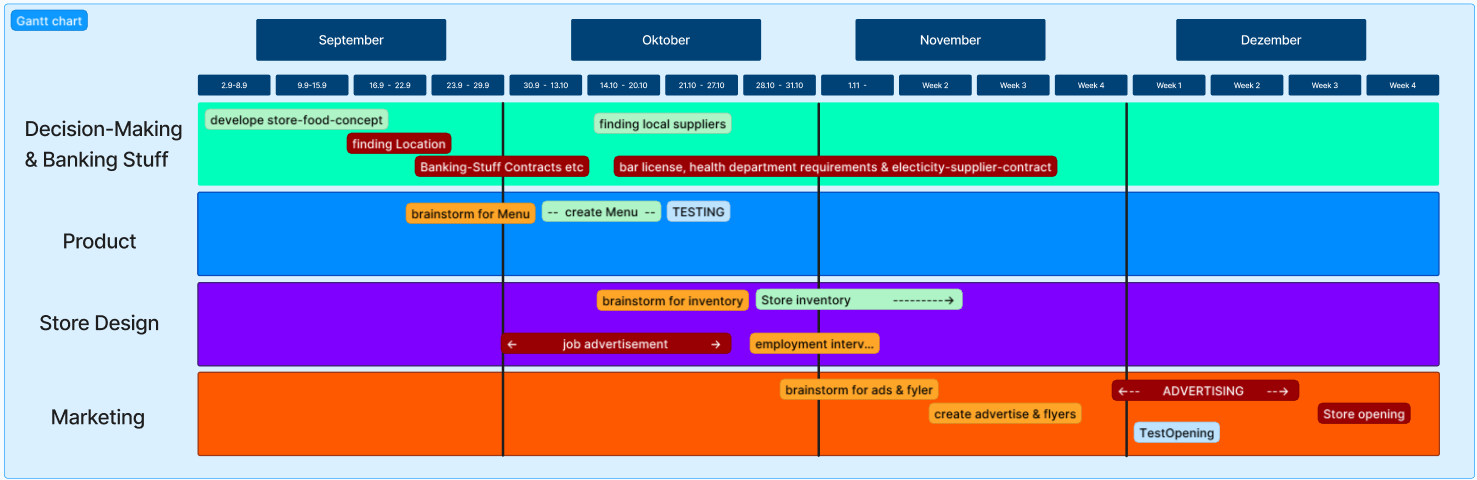 Gantt chart
September
Oktober
November
Dezember
2.9-8.9
9.9-15.9
16.9 - 22.9
23.9 - 29.9
30.9 - 13.10
14.10 - 20.10
21.10 - 27.10
28.10 - 31.10
1.11 -
Week 2
Week 3
Week 4
Week 1
Week 2
Week 3
Week 4
Decision-Making
& Banking Stuff
develope store-food-concept
finding local suppliers
finding Location
Banking-Stuff Contracts etc
bar license, health department requirements & electicity-supplier-contract
Product
brainstorm for Menu
-- create Menu --
TESTING
Store Design
brainstorm for inventory
Store inventory ---------→
← job advertisement →
employment interv...
Marketing
brainstorm for ads & fyler
←-- ADVERTISING --→
create advertise & flyers
Store opening
TestOpening